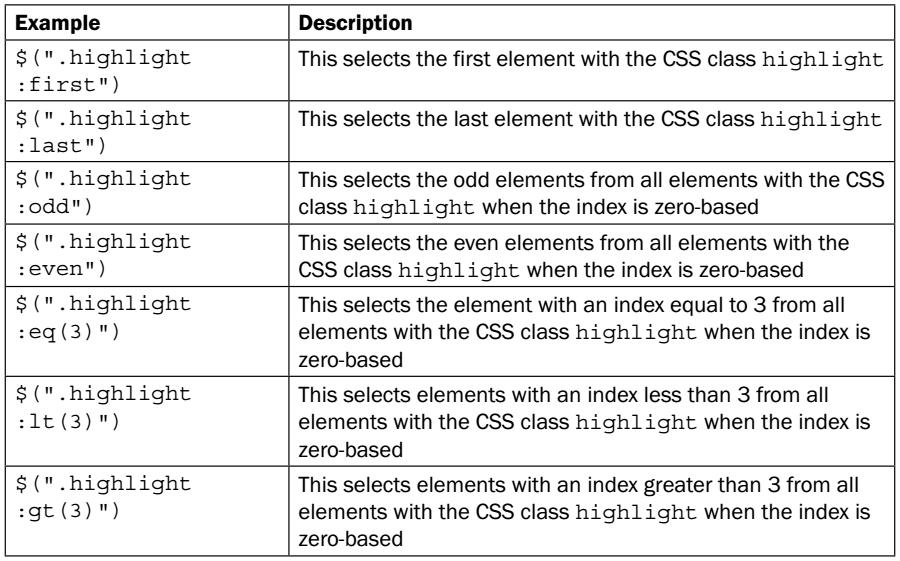 Example Description
$(".highlight This selects the first element with the CSS class highlight
:first")
$(".highlight This selects the last element with the CSS class highlight
:last")
$(".highlight This selects the odd elements from all elements with the CSS
:odd") class highlight when the index is zero-based
$(".highlight This selects the even elements from all elements with the
:even") CSS class highlight when the index is zero-based
$(".highlight This selects the element with an index equal to 3 from all
:eq(3)") elements with the CSS class highlight when the index is
zero-based
$(".highlight This selects elements with an index less than 3 from all
:lt(3)") elements with the CSS class highlight when the index is
zero-based
$(".highlight This selects elements with an index greater than 3 from all
:gt(3)") elements with the CSS class highlight when the index is
zero-based